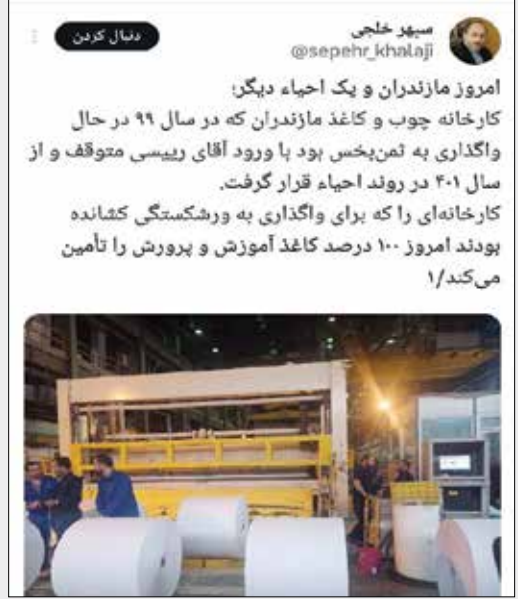 سپهر خلجی
دنبال کردن
@sepehr_khalaji
امروز مازندران و یک احیاء دیگر؛
کارخانه چوب و کاغذ مازندران که در سال ۹۹ در حال
واگذاری به ثمن‌بخس بود با ورود آقای رییسی متوقف و از
سال ۴۰۱ در روند احیاء قرار گرفت.
کارخانه‌ای را که برای واگذاری به ورشکستگی کشانده
بودند امروز ۱۰۰ درصد کاغذ آموزش و پرورش را تأمین
می‌کند/۱